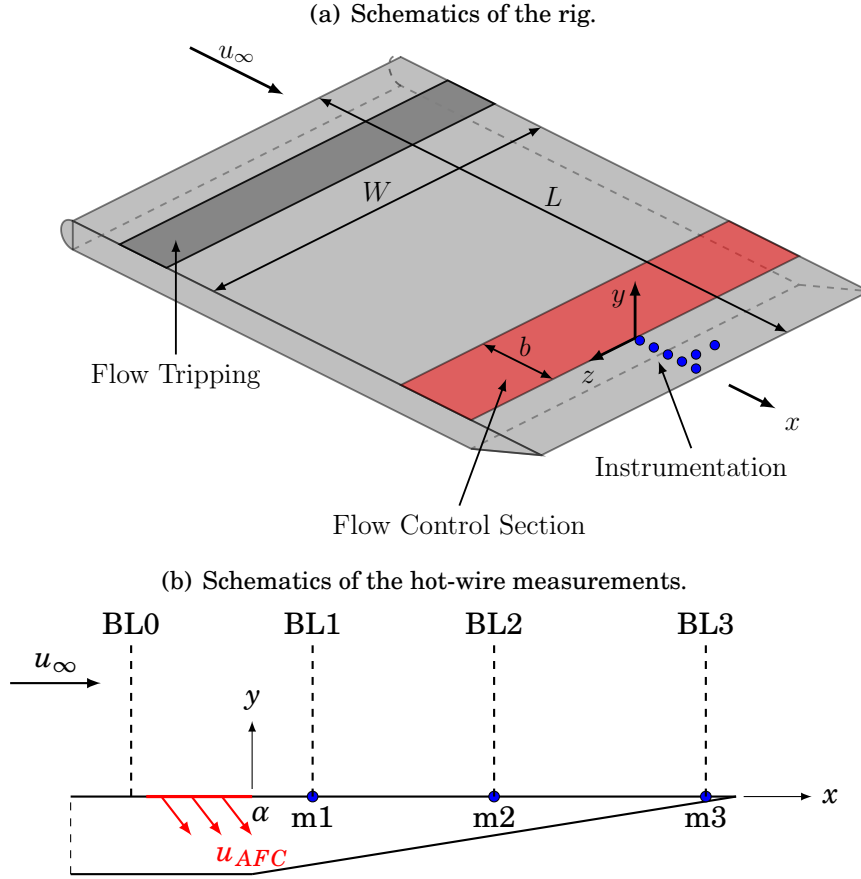 (a) Schematics of the rig.
u∞
W
L
y
b
z
x
Flow Tripping
Instrumentation
Flow Control Section
(b) Schematics of the hot-wire measurements.
BL0 BL1 BL2 BL3
u∞
y
α
x
m1 m2 m3
u_AFC